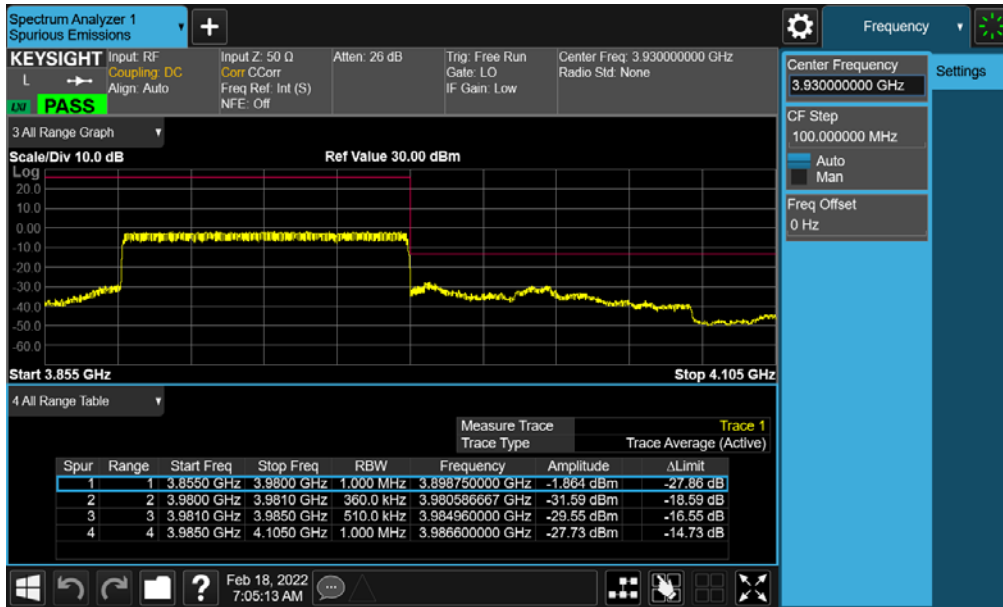 Spectrum Analyzer 1
Spurious Emissions
+
Frequency
KEYSIGHT
L
LXI
PASS
Input: RF
Coupling: DC
Align: Auto
Input Z: 50 Ω
Corr CCorr
Freq Ref: Int (S)
NFE: Off
Atten: 26 dB
Trig: Free Run
Gate: LO
IF Gain: Low
Center Freq: 3.930000000 GHz
Radio Std: None
Center Frequency
3.930000000 GHz
Settings
CF Step
100.000000 MHz
Auto
Man
Freq Offset
0 Hz
3 All Range Graph
Scale/Div 10.0 dB
Ref Value 30.00 dBm
Log
20.0
10.0
0.00
-10.0
-20.0
-30.0
-40.0
-50.0
-60.0
Start 3.855 GHz
Stop 4.105 GHz
4 All Range Table
Measure Trace Trace 1
Trace Type Trace Average (Active)
Spur Range Start Freq Stop Freq RBW Frequency Amplitude ΔLimit
1 1 3.8550 GHz 3.9800 GHz 1.000 MHz 3.898750000 GHz -1.864 dBm -27.86 dB
2 2 3.9800 GHz 3.9810 GHz 360.0 kHz 3.980586667 GHz -31.59 dBm -18.59 dB
3 3 3.9810 GHz 3.9850 GHz 510.0 kHz 3.984960000 GHz -29.55 dBm -16.55 dB
4 4 3.9850 GHz 4.1050 GHz 1.000 MHz 3.986600000 GHz -27.73 dBm -14.73 dB
?
Feb 18, 2022
7:05:13 AM